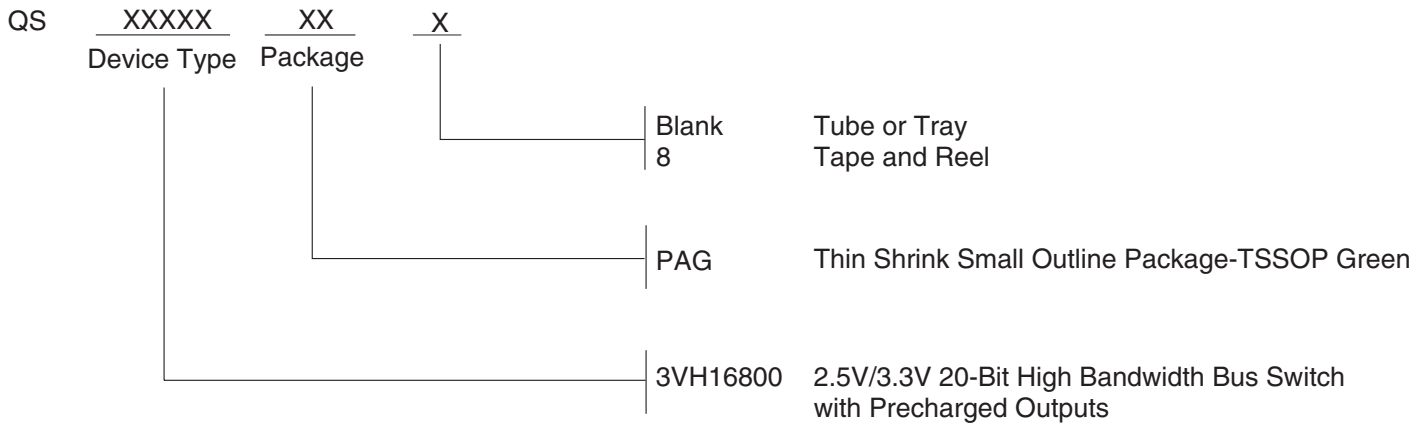 QS XXXXX XX X
Device Type Package
Blank Tube or Tray
8 Tape and Reel
PAG Thin Shrink Small Outline Package-TSSOP Green
3VH16800 2.5V/3.3V 20-Bit High Bandwidth Bus Switch
with Precharged Outputs